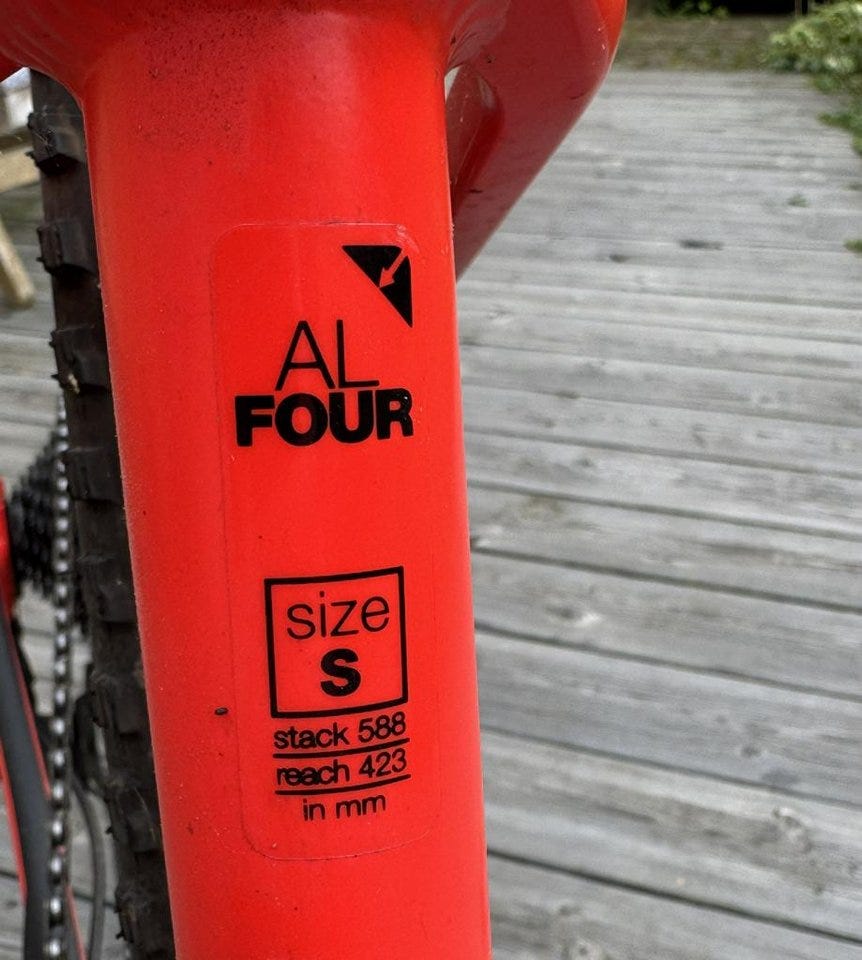 AL
FOUR
size
S
stack 588
reach 423
in mm